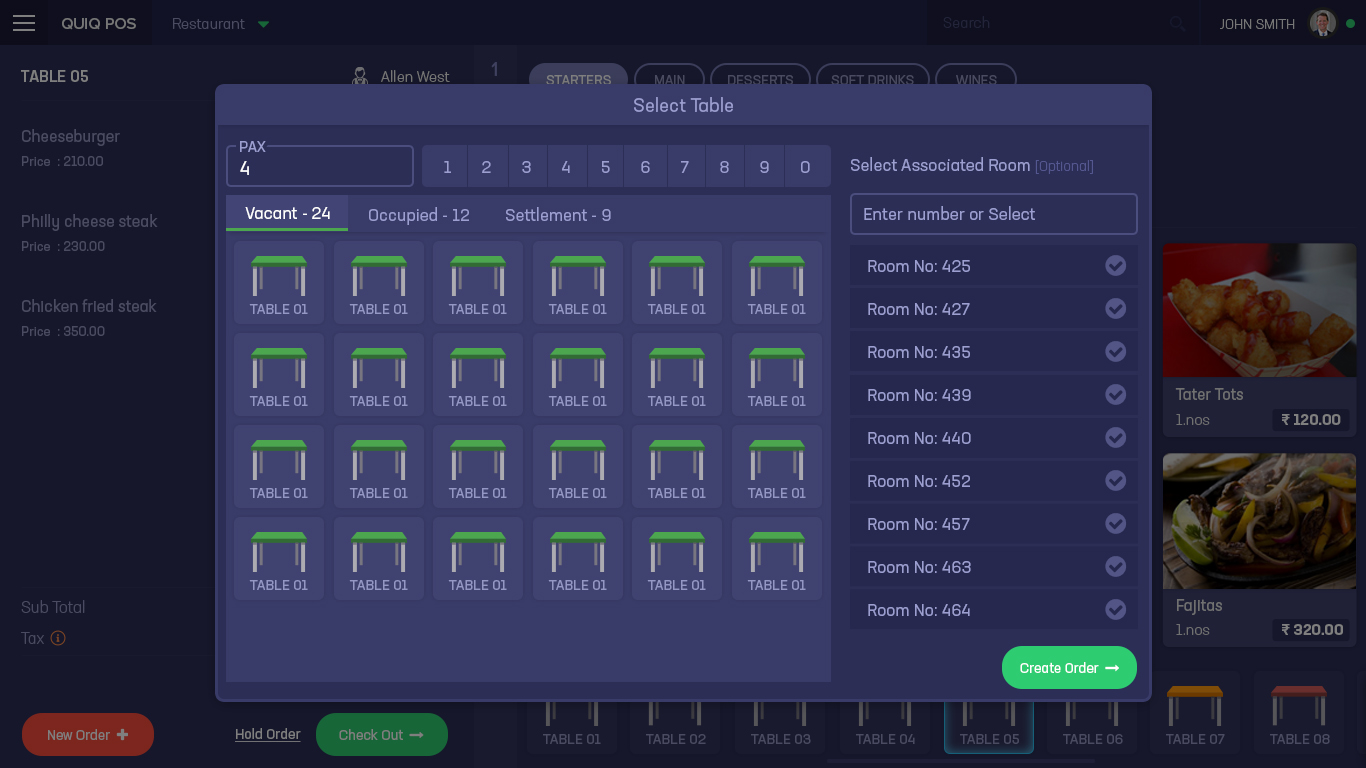 QUIQ POS
Restaurant
Search
JOHN SMITH
TABLE 05
Allen West
1
STARTERS
MAIN
DESSERTS
SOFT DRINKS
WINES
Cheeseburger
Price : 210.00
Philly cheese steak
Price : 230.00
Chicken fried steak
Price : 350.00
Sub Total
Tax
New Order
Hold Order
Check Out
Select Table
PAX
4
1 2 3 4 5 6 7 8 9 0
Vacant - 24
Occupied - 12
Settlement - 9
TABLE 01 TABLE 01 TABLE 01 TABLE 01 TABLE 01 TABLE 01
TABLE 01 TABLE 01 TABLE 01 TABLE 01 TABLE 01 TABLE 01
TABLE 01 TABLE 01 TABLE 01 TABLE 01 TABLE 01 TABLE 01
TABLE 01 TABLE 01 TABLE 01 TABLE 01 TABLE 01 TABLE 01
Select Associated Room [Optional]
Enter number or Select
Room No: 425
Room No: 427
Room No: 435
Room No: 439
Room No: 440
Room No: 452
Room No: 457
Room No: 463
Room No: 464
Create Order
Tater Tots
1.nos
₹ 120.00
Fajitas
1.nos
₹ 320.00
TABLE 01 TABLE 02 TABLE 03 TABLE 04 TABLE 05 TABLE 06 TABLE 07 TABLE 08